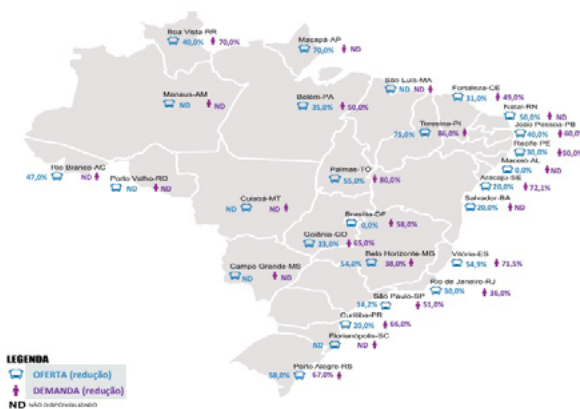 Boa Vista-RR
40,0% 70,0%
Macapá-AP
70,0% ND
Manaus-AM
ND ND
Belém-PA
35,0% 50,0%
São Luis-MA
ND ND
Fortaleza-CE
31,0% 49,0%
Natal-RN
50,0% ND
João Pessoa-PB
40,0% 60,0%
Teresina-PI
86,0%
Recife-PE
30,0% 50,0%
Maceió-AL
0,0% ND
Aracaju-SE
20,0% 72,1%
Salvador-BA
20,0% ND
Rio Branco-AC
47,0% ND
Porto Velho-RO
ND ND
Palmas-TO
55,0% 80,0%
Cuiabá-MT
ND ND
Brasília-DF
0,0% 58,0%
Goiânia-GO
33,0% 65,0%
Belo Horizonte-MG
54,0% 38,0%
Vitória-ES
54,9% 71,5%
Campo Grande-MS
ND ND
Rio de Janeiro-RJ
30,0% 36,0%
São Paulo-SP
14,2% 51,0%
Curitiba-PR
20,0% 66,0%
Florianópolis-SC
ND ND
Porto Alegre-RS
58,0% 67,0%
LEGENDA
OFERTA (redução)
DEMANDA (redução)
ND NÃO DISPONIBILIZADO